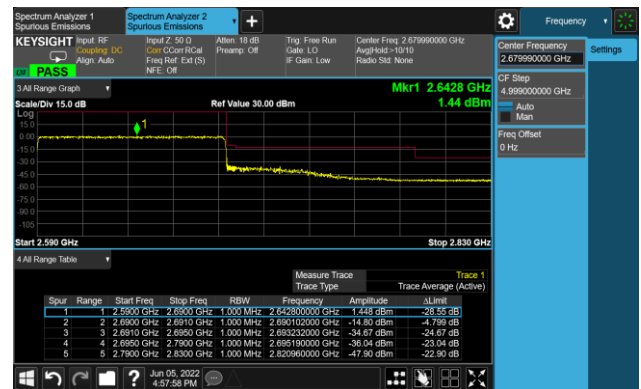 Spectrum Analyzer 1
Spurious Emissions
Spectrum Analyzer 2
Spurious Emissions
Frequency
KEYSIGHT
Input: RF
Coupling: DC
Align: Auto
Input Z: 50 Ω
Corr CCorr RCal
Freq Ref: Ext (S)
NFE: Off
Atten: 18 dB
Preamp: Off
Trig: Free Run
Gate: LO
IF Gain: Low
Center Freq: 2.679990000 GHz
Avg|Hold:>10/10
Radio Std: None
PASS
Center Frequency
2.679990000 GHz
Settings
CF Step
4.999000000 GHz
Auto
Man
Freq Offset
0 Hz
3 All Range Graph
Mkr1 2.6428 GHz
Scale/Div 15.0 dB
Ref Value 30.00 dBm
1.44 dBm
Log
15.0
0.00
-15.0
-30.0
-45.0
-60.0
-75.0
-90.0
-105
1
Start 2.590 GHz
Stop 2.830 GHz
4 All Range Table
Measure Trace Trace 1
Trace Type Trace Average (Active)
Spur Range Start Freq Stop Freq RBW Frequency Amplitude ΔLimit
1 1 2.5900 GHz 2.6900 GHz 1.000 MHz 2.642800000 GHz 1.448 dBm -28.55 dB
2 2 2.6900 GHz 2.6910 GHz 1.000 MHz 2.690102000 GHz -14.80 dBm -4.799 dB
3 3 2.6910 GHz 2.6950 GHz 1.000 MHz 2.693232000 GHz -34.67 dBm -24.67 dB
4 4 2.6950 GHz 2.7900 GHz 1.000 MHz 2.695190000 GHz -36.04 dBm -23.04 dB
5 5 2.7900 GHz 2.8300 GHz 1.000 MHz 2.820960000 GHz -47.90 dBm -22.90 dB
Jun 05, 2022
4:57:58 PM